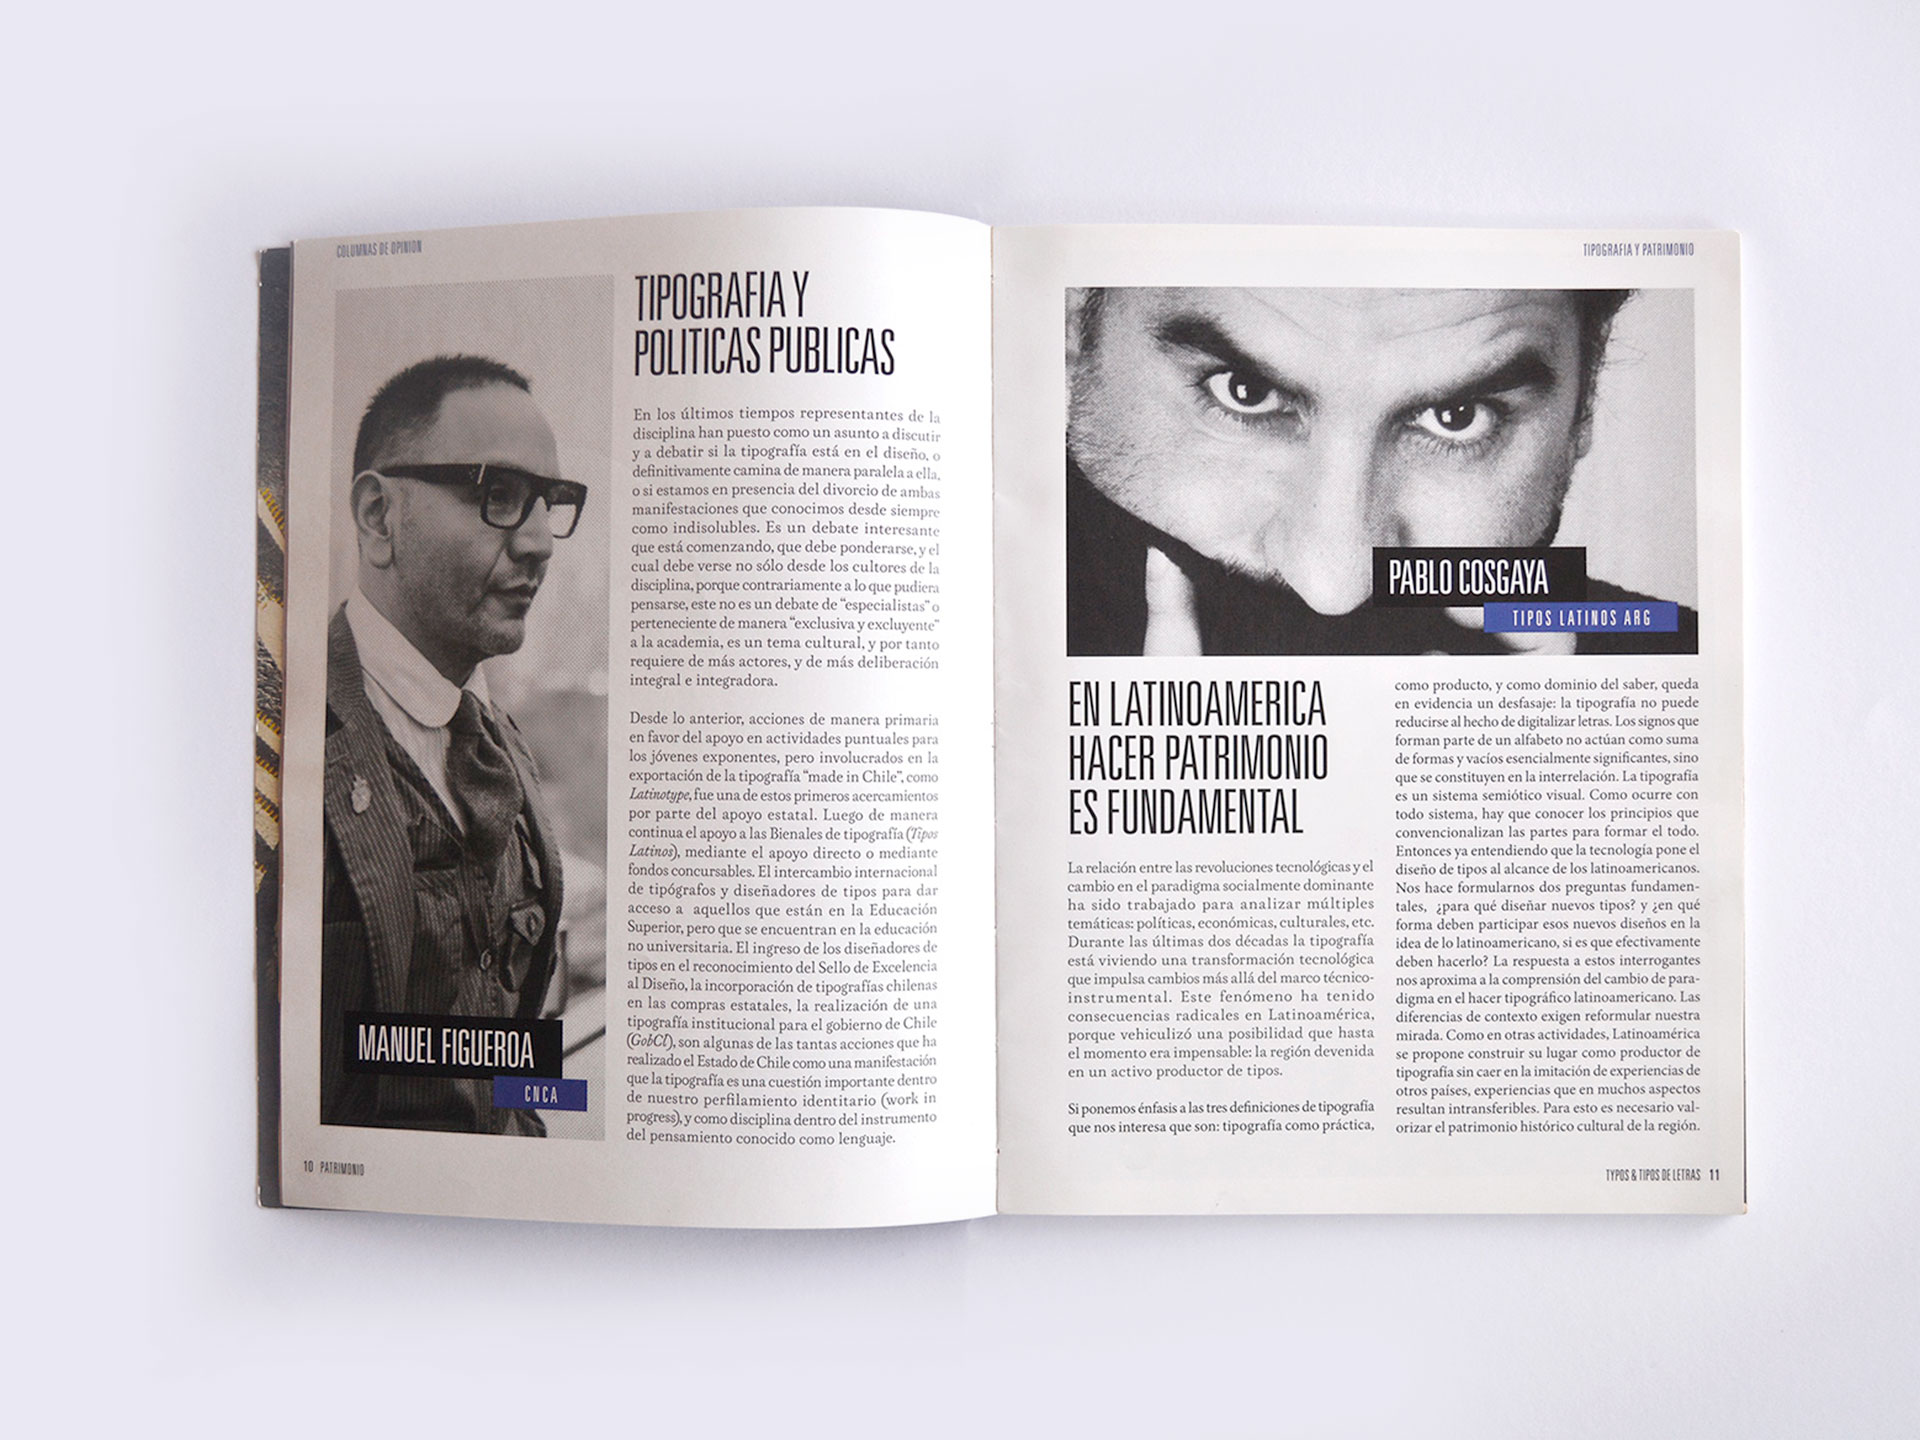 COLUMNAS DE OPINION
TIPOGRAFIA Y
POLITICAS PUBLICAS
En los últimos tiempos representantes de la
disciplina han puesto como un asunto a discutir
y a debatir si la tipografía está en el diseño, o
definitivamente camina de manera paralela a ella,
o si estamos en presencia del divorcio de ambas
manifestaciones que conocimos desde siempre
como indisolubles. Es un debate interesante
que está comenzando, que debe ponderarse, y el
cual debe verse no sólo desde los cultores de la
disciplina, porque contrariamente a lo que pudiera
pensarse, este no es un debate de “especialistas” o
perteneciente de manera “exclusiva y excluyente”
a la academia, es un tema cultural, y por tanto
requiere de más actores, y de más deliberación
integral e integradora.
Desde lo anterior, acciones de manera primaria
en favor del apoyo en actividades puntuales para
los jóvenes exponentes, pero involucrados en la
exportación de la tipografía “made in Chile”, como
Latinotype, fue una de estos primeros acercamientos
por parte del apoyo estatal. Luego de manera
continua el apoyo a las Bienales de tipografía (Tipos
Latinos), mediante el apoyo directo o mediante
fondos concursables. El intercambio internacional
de tipógrafos y diseñadores de tipos para dar
acceso a aquellos que están en la Educación
Superior, pero que se encuentran en la educación
no universitaria. El ingreso de los diseñadores de
tipos en el reconocimiento del Sello de Excelencia
al Diseño, la incorporación de tipografías chilenas
en las compras estatales, la realización de una
tipografía institucional para el gobierno de Chile
(GobCl), son algunas de las tantas acciones que ha
realizado el Estado de Chile como una manifestación
que la tipografía es una cuestión importante dentro
de nuestro perfilamiento identitario (work in
progress), y como disciplina dentro del instrumento
del pensamiento conocido como lenguaje.
MANUEL FIGUEROA
CNCA
10 PATRIMONIO
TIPOGRAFIA Y PATRIMONIO
PABLO COSGAYA
TIPOS LATINOS ARG
EN LATINOAMERICA
HACER PATRIMONIO
ES FUNDAMENTAL
La relación entre las revoluciones tecnológicas y el
cambio en el paradigma socialmente dominante
ha sido trabajado para analizar múltiples
temáticas: políticas, económicas, culturales, etc.
Durante las últimas dos décadas la tipografía
está viviendo una transformación tecnológica
que impulsa cambios más allá del marco técnico-
instrumental. Este fenómeno ha tenido
consecuencias radicales en Latinoamérica,
porque vehiculizó una posibilidad que hasta
el momento era impensable: la región devenida
en un activo productor de tipos.
Si ponemos énfasis a las tres definiciones de tipografía
que nos interesa que son: tipografía como práctica,
como producto, y como dominio del saber, queda
en evidencia un desfasaje: la tipografía no puede
reducirse al hecho de digitalizar letras. Los signos que
forman parte de un alfabeto no actúan como suma
de formas y vacíos esencialmente significantes, sino
que se constituyen en la interrelación. La tipografía
es un sistema semiótico visual. Como ocurre con
todo sistema, hay que conocer los principios que
convencionalizan las partes para formar el todo.
Entonces ya entendiendo que la tecnología pone el
diseño de tipos al alcance de los latinoamericanos.
Nos hace formularnos dos preguntas fundamen-
tales, ¿para qué diseñar nuevos tipos? y ¿en qué
forma deben participar esos nuevos diseños en la
idea de lo latinoamericano, si es que efectivamente
deben hacerlo? La respuesta a estos interrogantes
nos aproxima a la comprensión del cambio de para-
digma en el hacer tipográfico latinoamericano. Las
diferencias de contexto exigen reformular nuestra
mirada. Como en otras actividades, Latinoamérica
se propone construir su lugar como productor de
tipografía sin caer en la imitación de experiencias de
otros países, experiencias que en muchos aspectos
resultan intransferibles. Para esto es necesario val-
orizar el patrimonio histórico cultural de la región.
TYPOS & TIPOS DE LETRAS 11